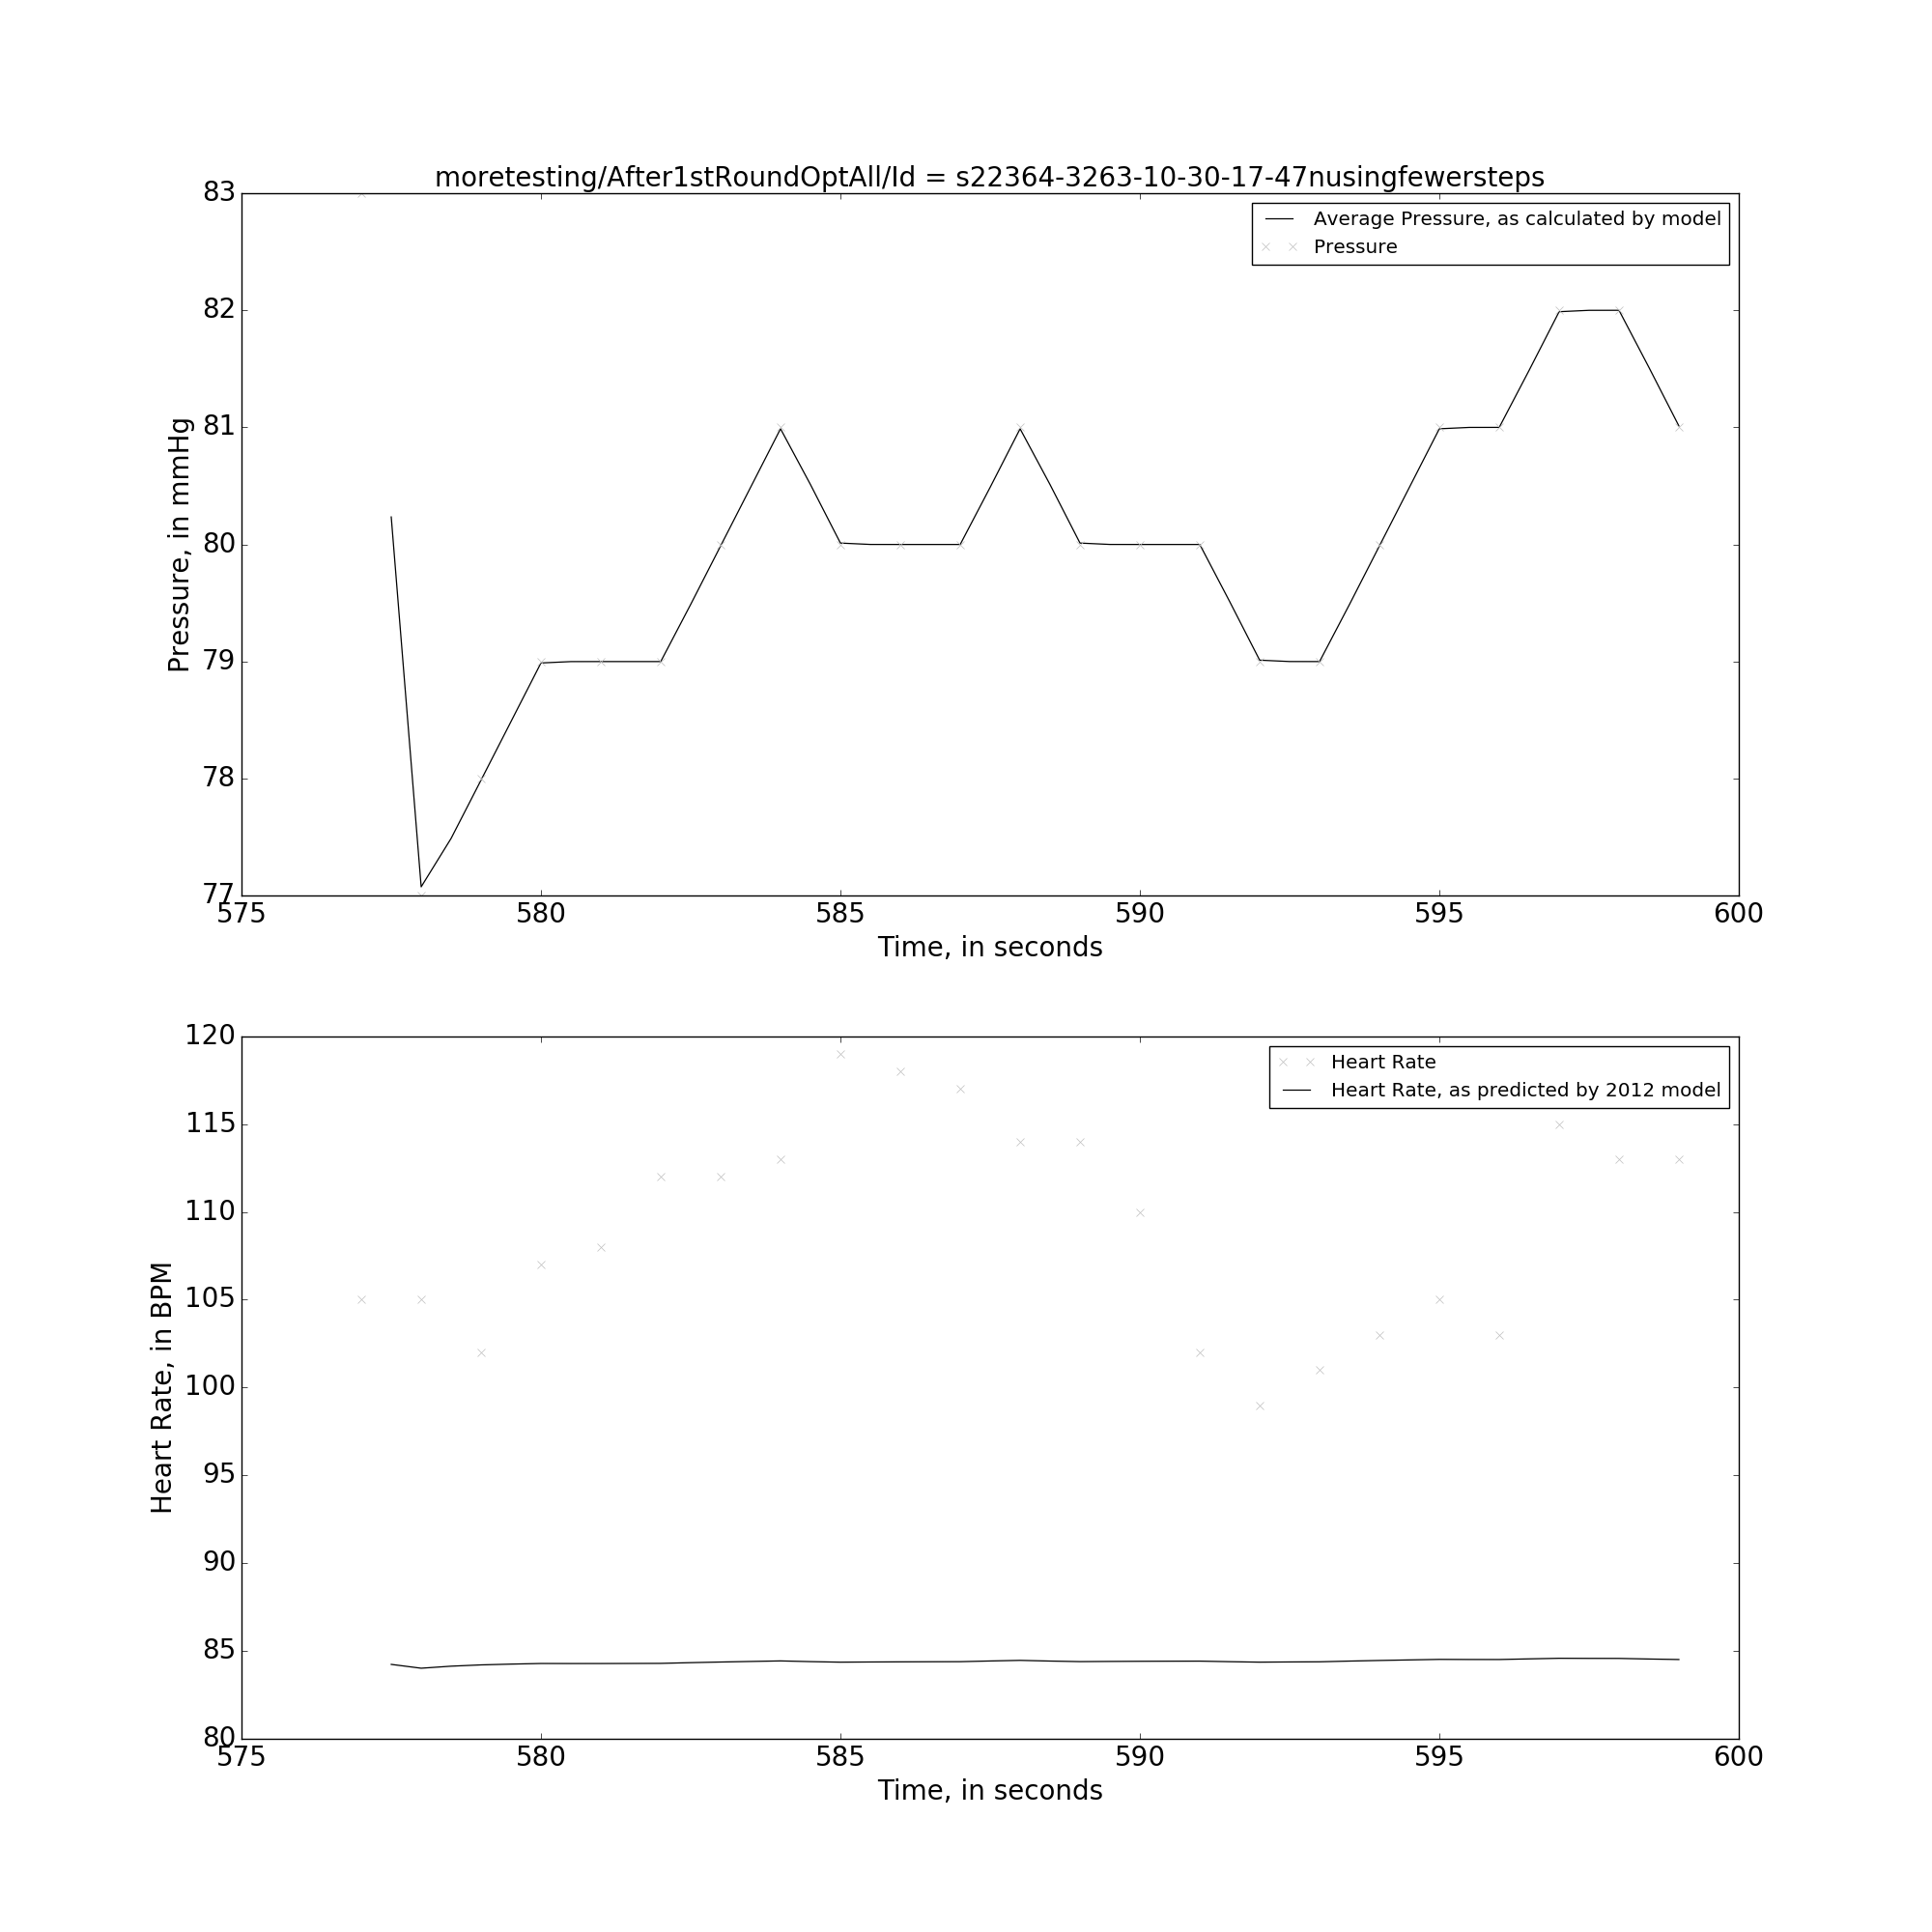 moretesting/After1stRoundOptAll/Id = s22364-3263-10-30-17-47nusingfewersteps
83
82
81
80
79
78
77
Pressure, in mmHg
Average Pressure, as calculated by model
Pressure
575 580 585 590 595 600
Time, in seconds
120
115
110
105
100
95
90
85
80
Heart Rate, in BPM
Heart Rate
Heart Rate, as predicted by 2012 model
575 580 585 590 595 600
Time, in seconds